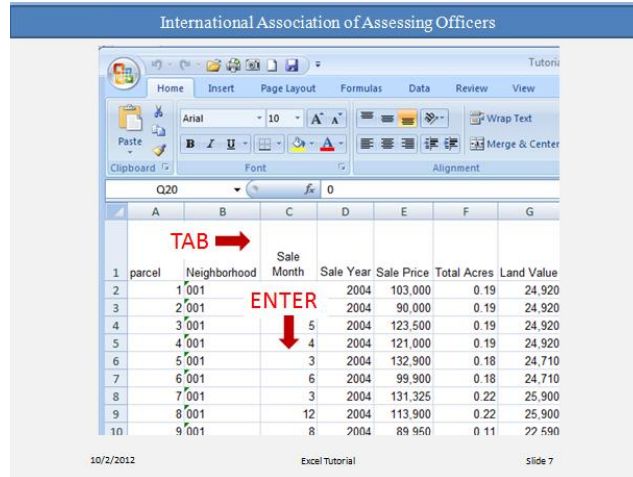 International Association of Assessing Officers
Tutoria
Home Insert Page Layout Formulas Data Review View
Arial 10 A A Wrap Text
Paste B I U A Merge & Center
Clipboard Font Alignment
Q20 fx 0
A B C D E F G
TAB
1 parcel Neighborhood Sale Month Sale Year Sale Price Total Acres Land Value
2 1 001 2004 103,000 0.19 24,920
ENTER
3 2 001 2004 90,000 0.19 24,920
4 3 001 5 2004 123,500 0.19 24,920
5 4 001 4 2004 121,000 0.19 24,920
6 5 001 3 2004 132,900 0.18 24,710
7 6 001 6 2004 99,900 0.18 24,710
8 7 001 3 2004 131,325 0.22 25,900
9 8 001 12 2004 113,900 0.22 25,900
10 9 001 8 2004 89,950 0.11 22,590
10/2/2012 Excel Tutorial Slide 7